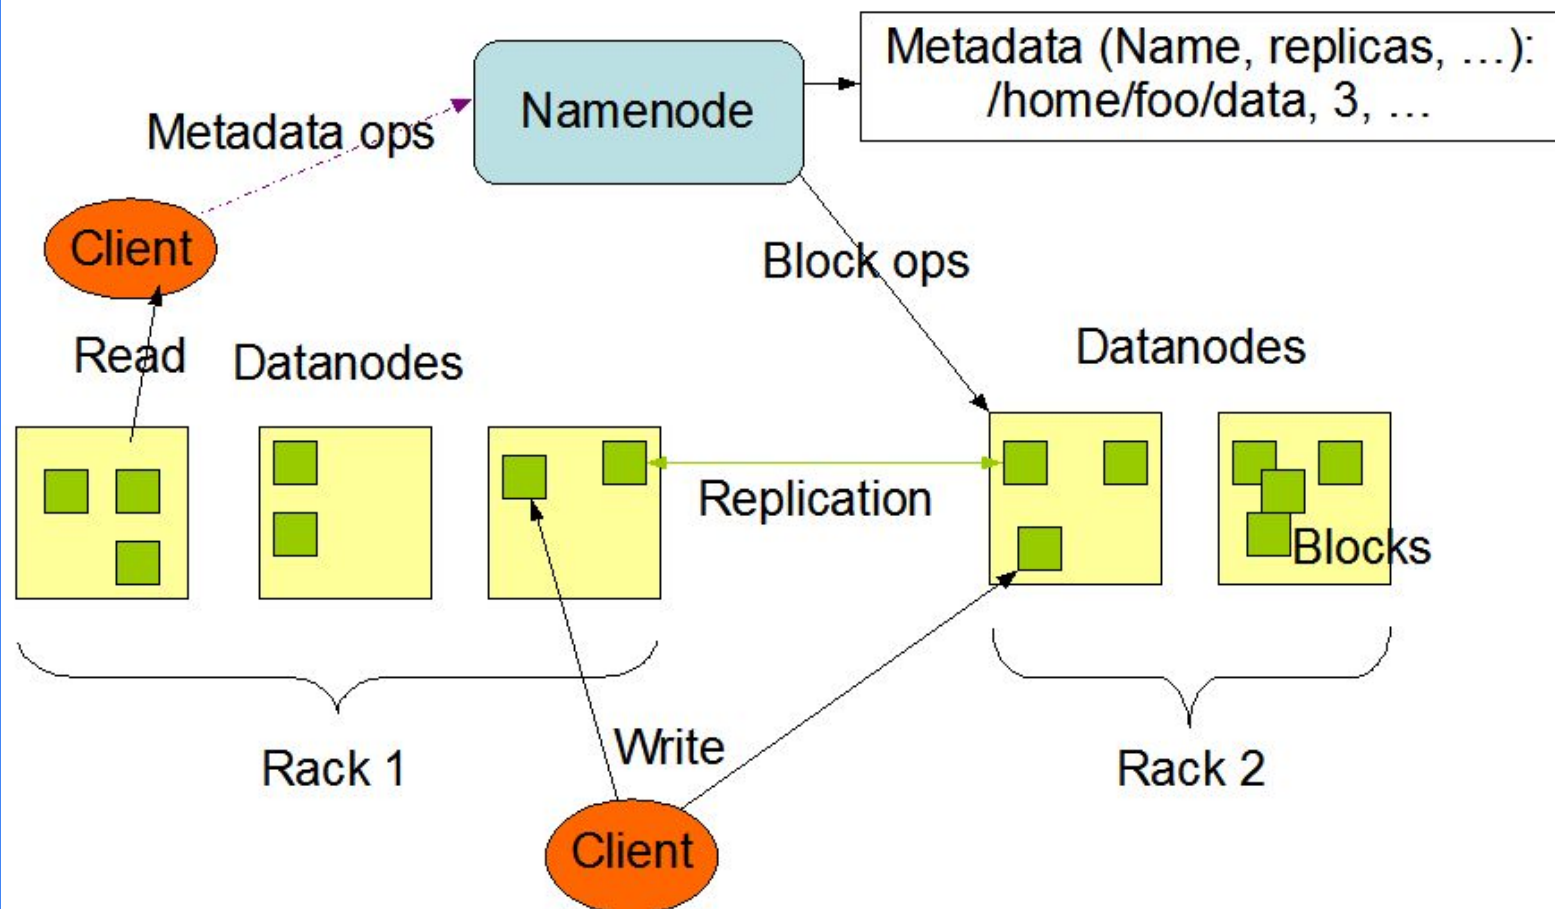 Metadata (Name, replicas, …):
/home/foo/data, 3, …
Namenode
Metadata ops
Client
Block ops
Read
Datanodes
Datanodes
Replication
Blocks
Rack 1
Write
Rack 2
Client